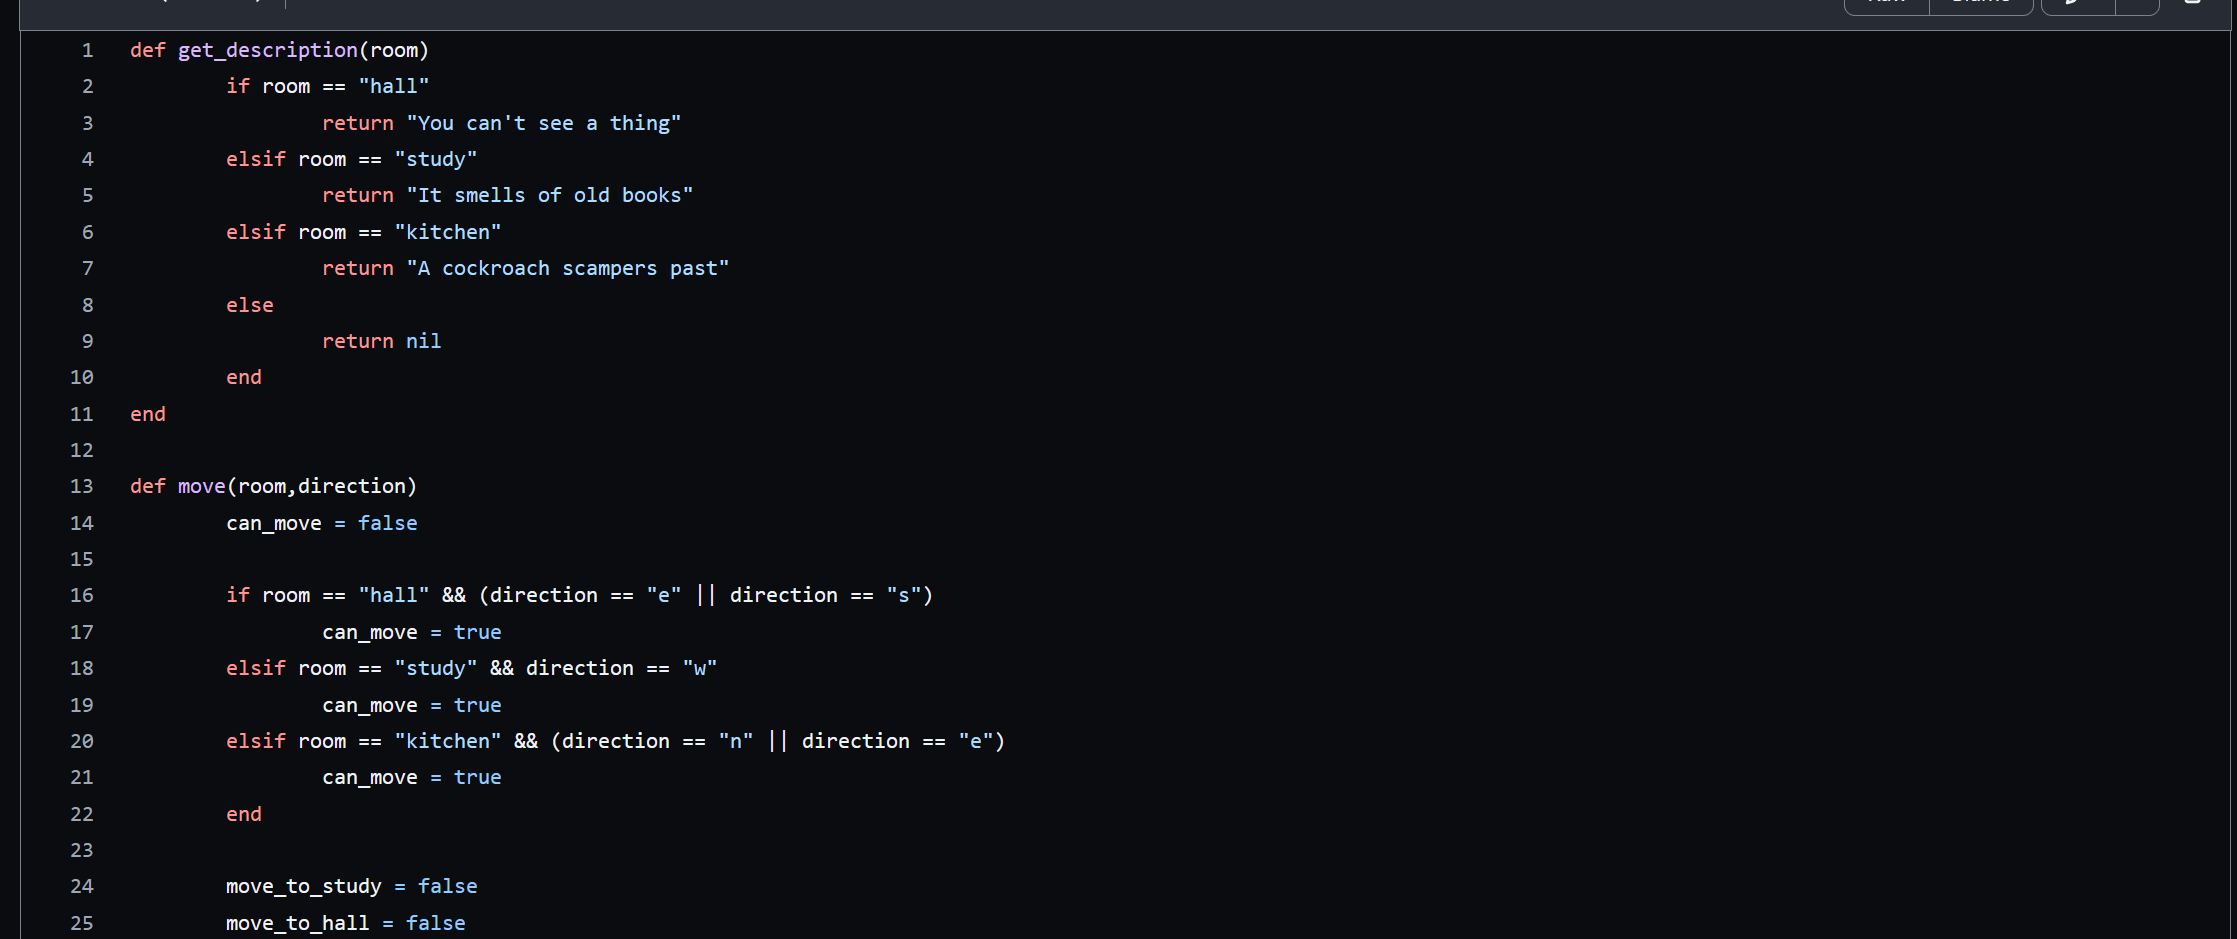 1 def get_description(room)
2 if room == "hall"
3 return "You can't see a thing"
4 elsif room == "study"
5 return "It smells of old books"
6 elsif room == "kitchen"
7 return "A cockroach scampers past"
8 else
9 return nil
10 end
11 end
12
13 def move(room,direction)
14 can_move = false
15
16 if room == "hall" && (direction == "e" || direction == "s")
17 can_move = true
18 elsif room == "study" && direction == "w"
19 can_move = true
20 elsif room == "kitchen" && (direction == "n" || direction == "e")
21 can_move = true
22 end
23
24 move_to_study = false
25 move_to_hall = false